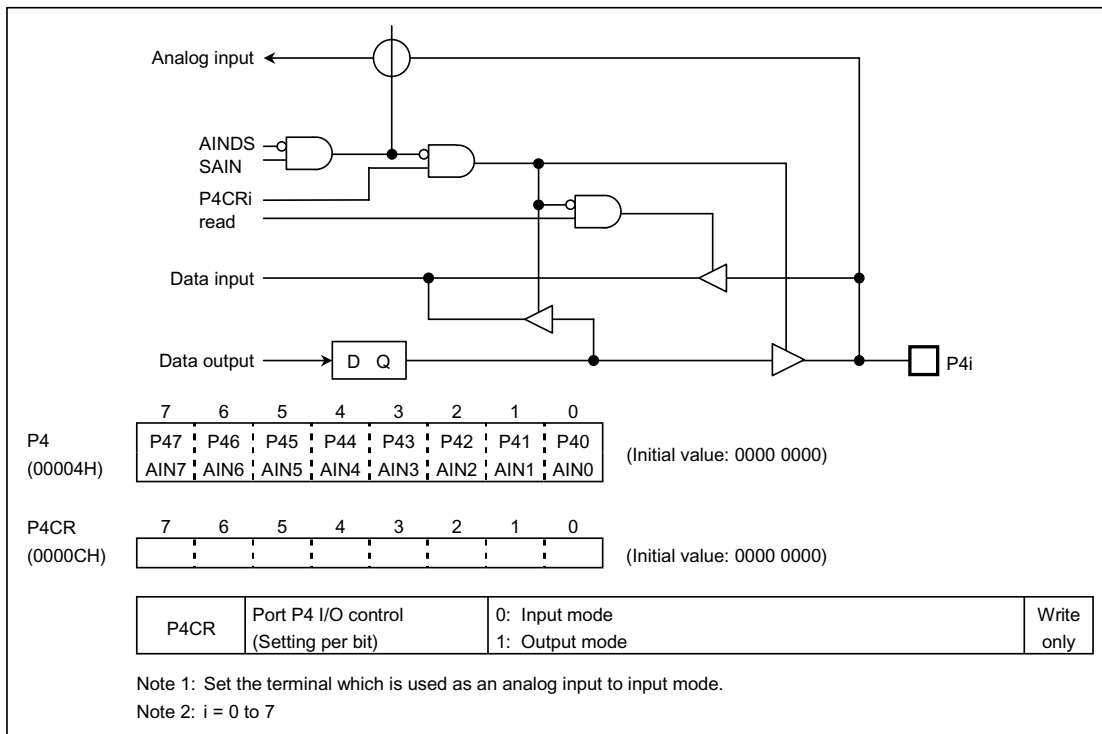 Analog input
AINDS
SAIN
P4CRi
read
Data input
Data output
D Q
P4i
7 6 5 4 3 2 1 0
P4 P47 P46 P45 P44 P43 P42 P41 P40 (Initial value: 0000 0000)
(00004H) AIN7 AIN6 AIN5 AIN4 AIN3 AIN2 AIN1 AIN0
P4CR 7 6 5 4 3 2 1 0
(0000CH) (Initial value: 0000 0000)
P4CR Port P4 I/O control 0: Input mode Write
(Setting per bit) 1: Output mode only
Note 1: Set the terminal which is used as an analog input to input mode.
Note 2: i = 0 to 7